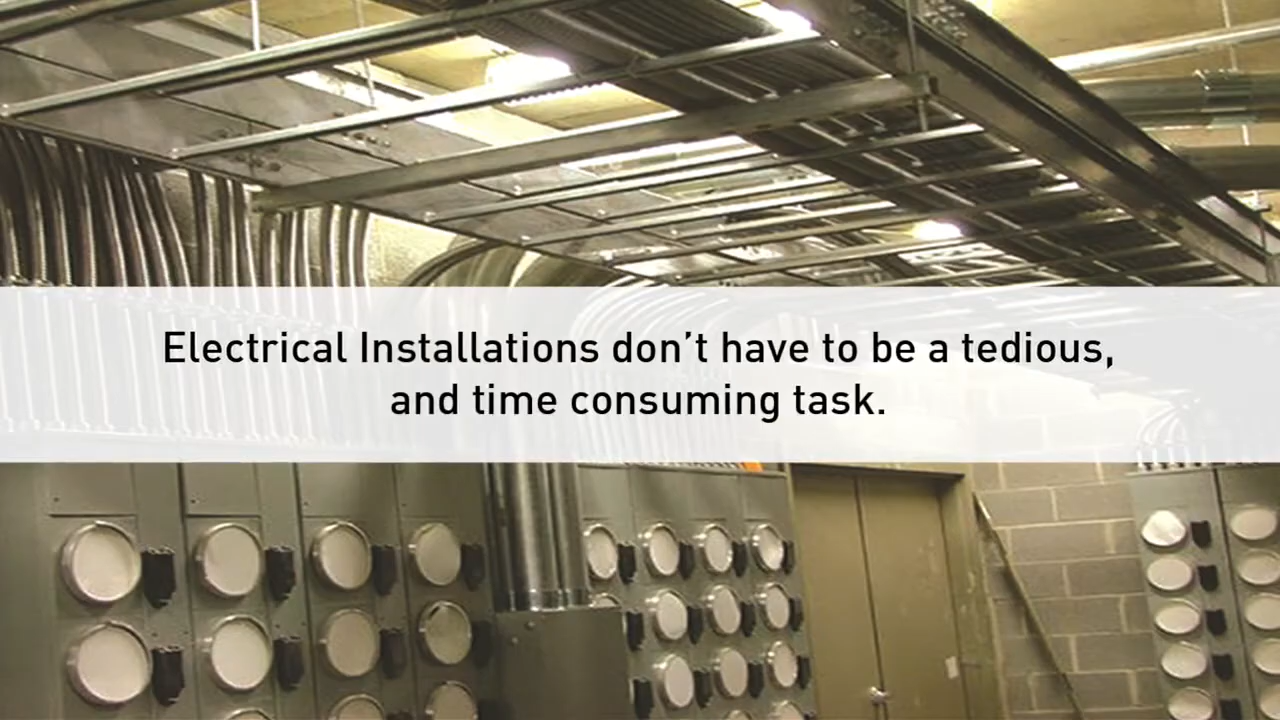 Electrical Installations don’t have to be a tedious,
and time consuming task.